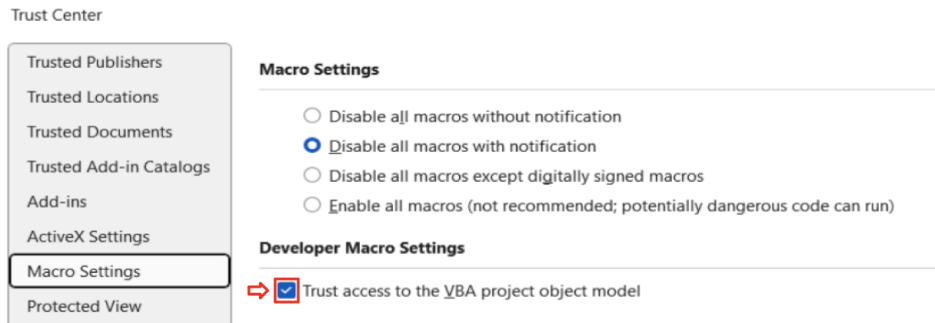 Trust Center
Trusted Publishers
Trusted Locations
Trusted Documents
Trusted Add-in Catalogs
Add-ins
ActiveX Settings
Macro Settings
Protected View
Macro Settings
Disable all macros without notification
Disable all macros with notification
Disable all macros except digitally signed macros
Enable all macros (not recommended; potentially dangerous code can run)
Developer Macro Settings
Trust access to the VBA project object model